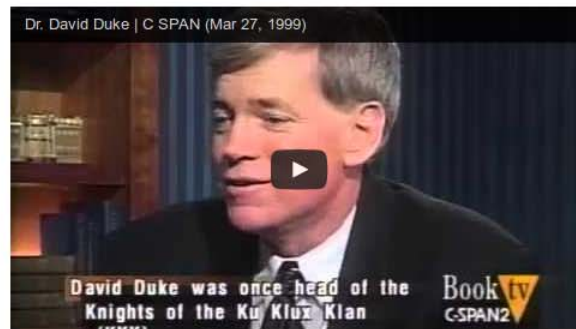 Dr. David Duke | C SPAN (Mar 27, 1999)
David Duke was once head of the
Knights of the Ku Klux Klan
(KKK)
Book tv
C-SPAN2